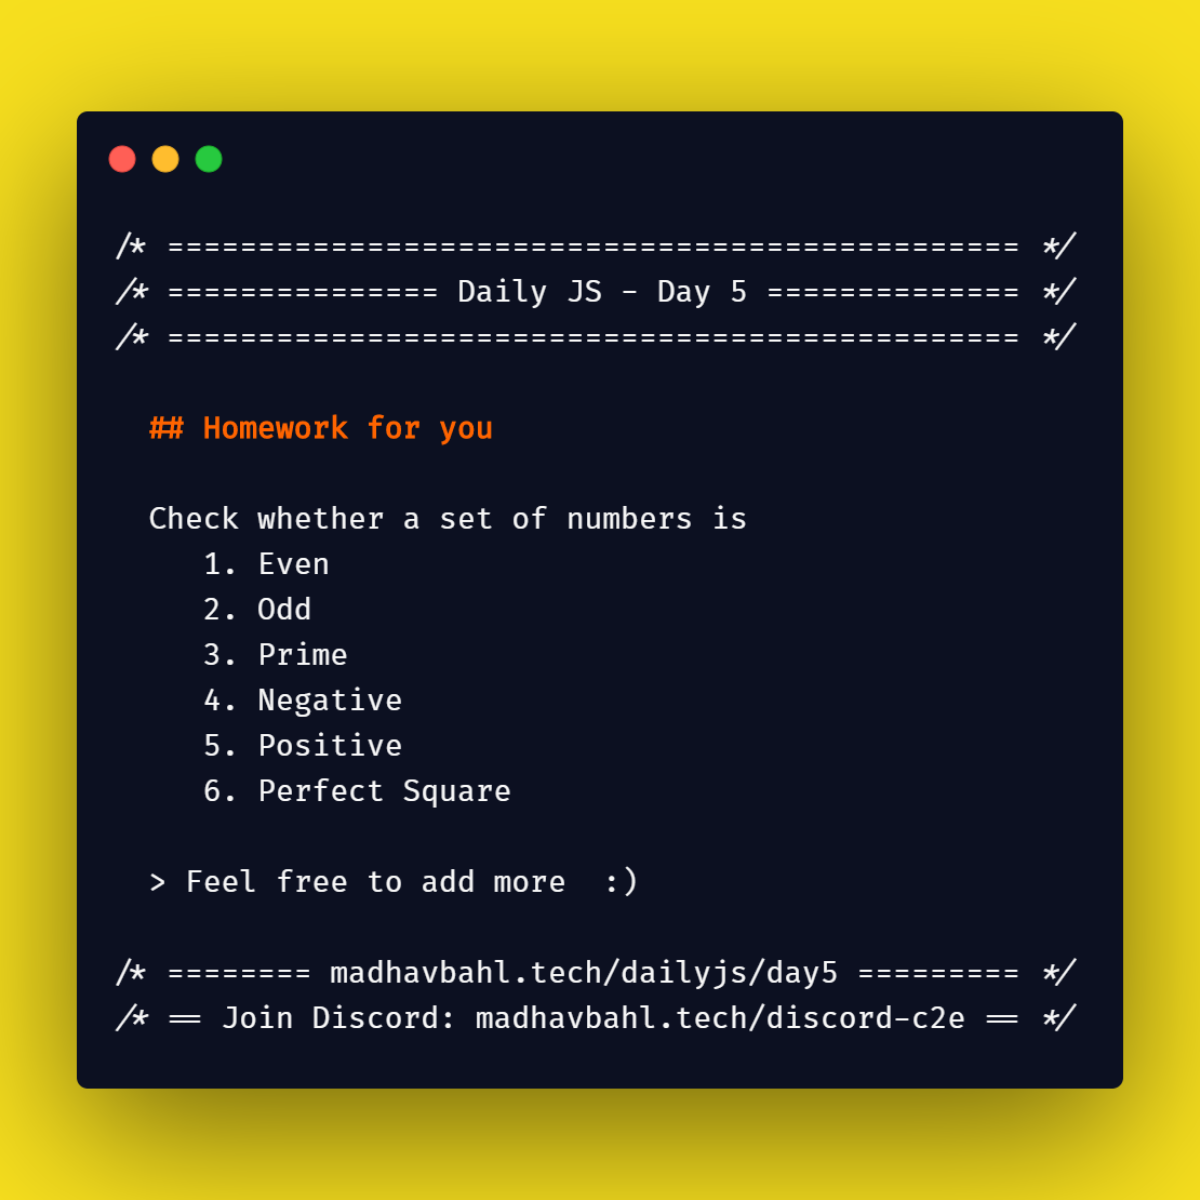 /* =============================================== */
/* =============== Daily JS - Day 5 ============== */
/* =============================================== */
## Homework for you
Check whether a set of numbers is
1. Even
2. Odd
3. Prime
4. Negative
5. Positive
6. Perfect Square
> Feel free to add more  :)
/* ======== madhavbahl.tech/dailyjs/day5 ========= */
/* == Join Discord: madhavbahl.tech/discord-c2e == */